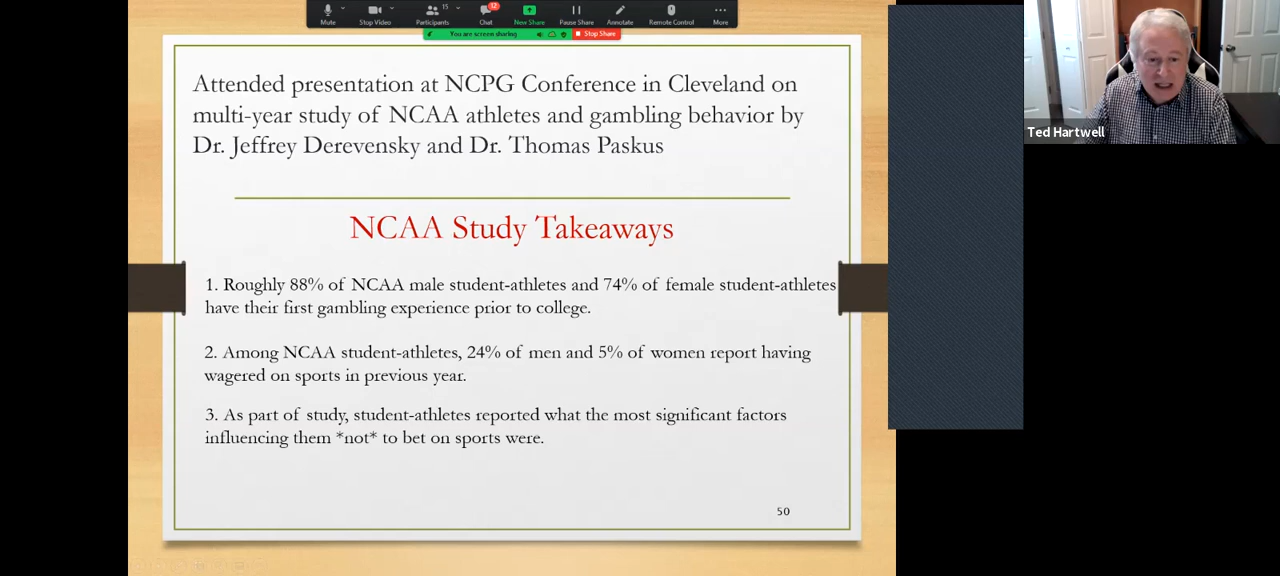 15
12
Mute
Stop Video
Participants
Chat
New Share
Pause Share
Annotate
Remote Control
More
You are screen sharing
Stop Share
Attended presentation at NCPG Conference in Cleveland on
multi-year study of NCAA athletes and gambling behavior by
Dr. Jeffrey Derevensky and Dr. Thomas Paskus
Ted Hartwell
NCAA Study Takeaways
1. Roughly 88% of NCAA male student-athletes and 74% of female student-athletes
have their first gambling experience prior to college.
2. Among NCAA student-athletes, 24% of men and 5% of women report having
wagered on sports in previous year.
3. As part of study, student-athletes reported what the most significant factors
influencing them *not* to bet on sports were.
50